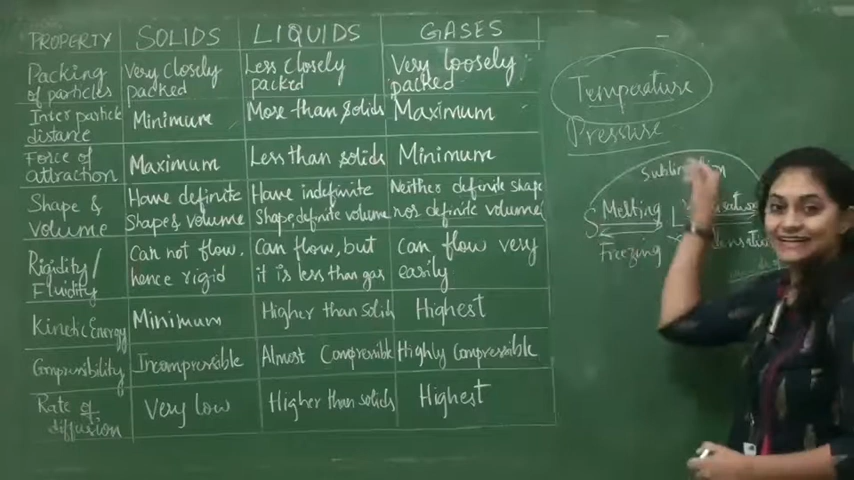 PROPERTY SOLIDS LIQUIDS GASES
Packing of particles Very closely packed Less closely packed Very loosely packed
Inter particle distance Minimum More than solids Maximum
Force of attraction Maximum Less than solids Minimum
Shape & Volume Have definite Shape & volume Have indefinite Shape, definite volume Neither definite shape nor definite volume
Rigidity/ Fluidity Can not flow, hence rigid Can flow, but it is less than gas Can flow very easily
Kinetic Energy Minimum Higher than solids Highest
Compressibility Incompressible Almost Compressible Highly Compressible
Rate of diffusion Very low Higher than solids Highest
Temperature
Pressure
S Melting L
Freezing